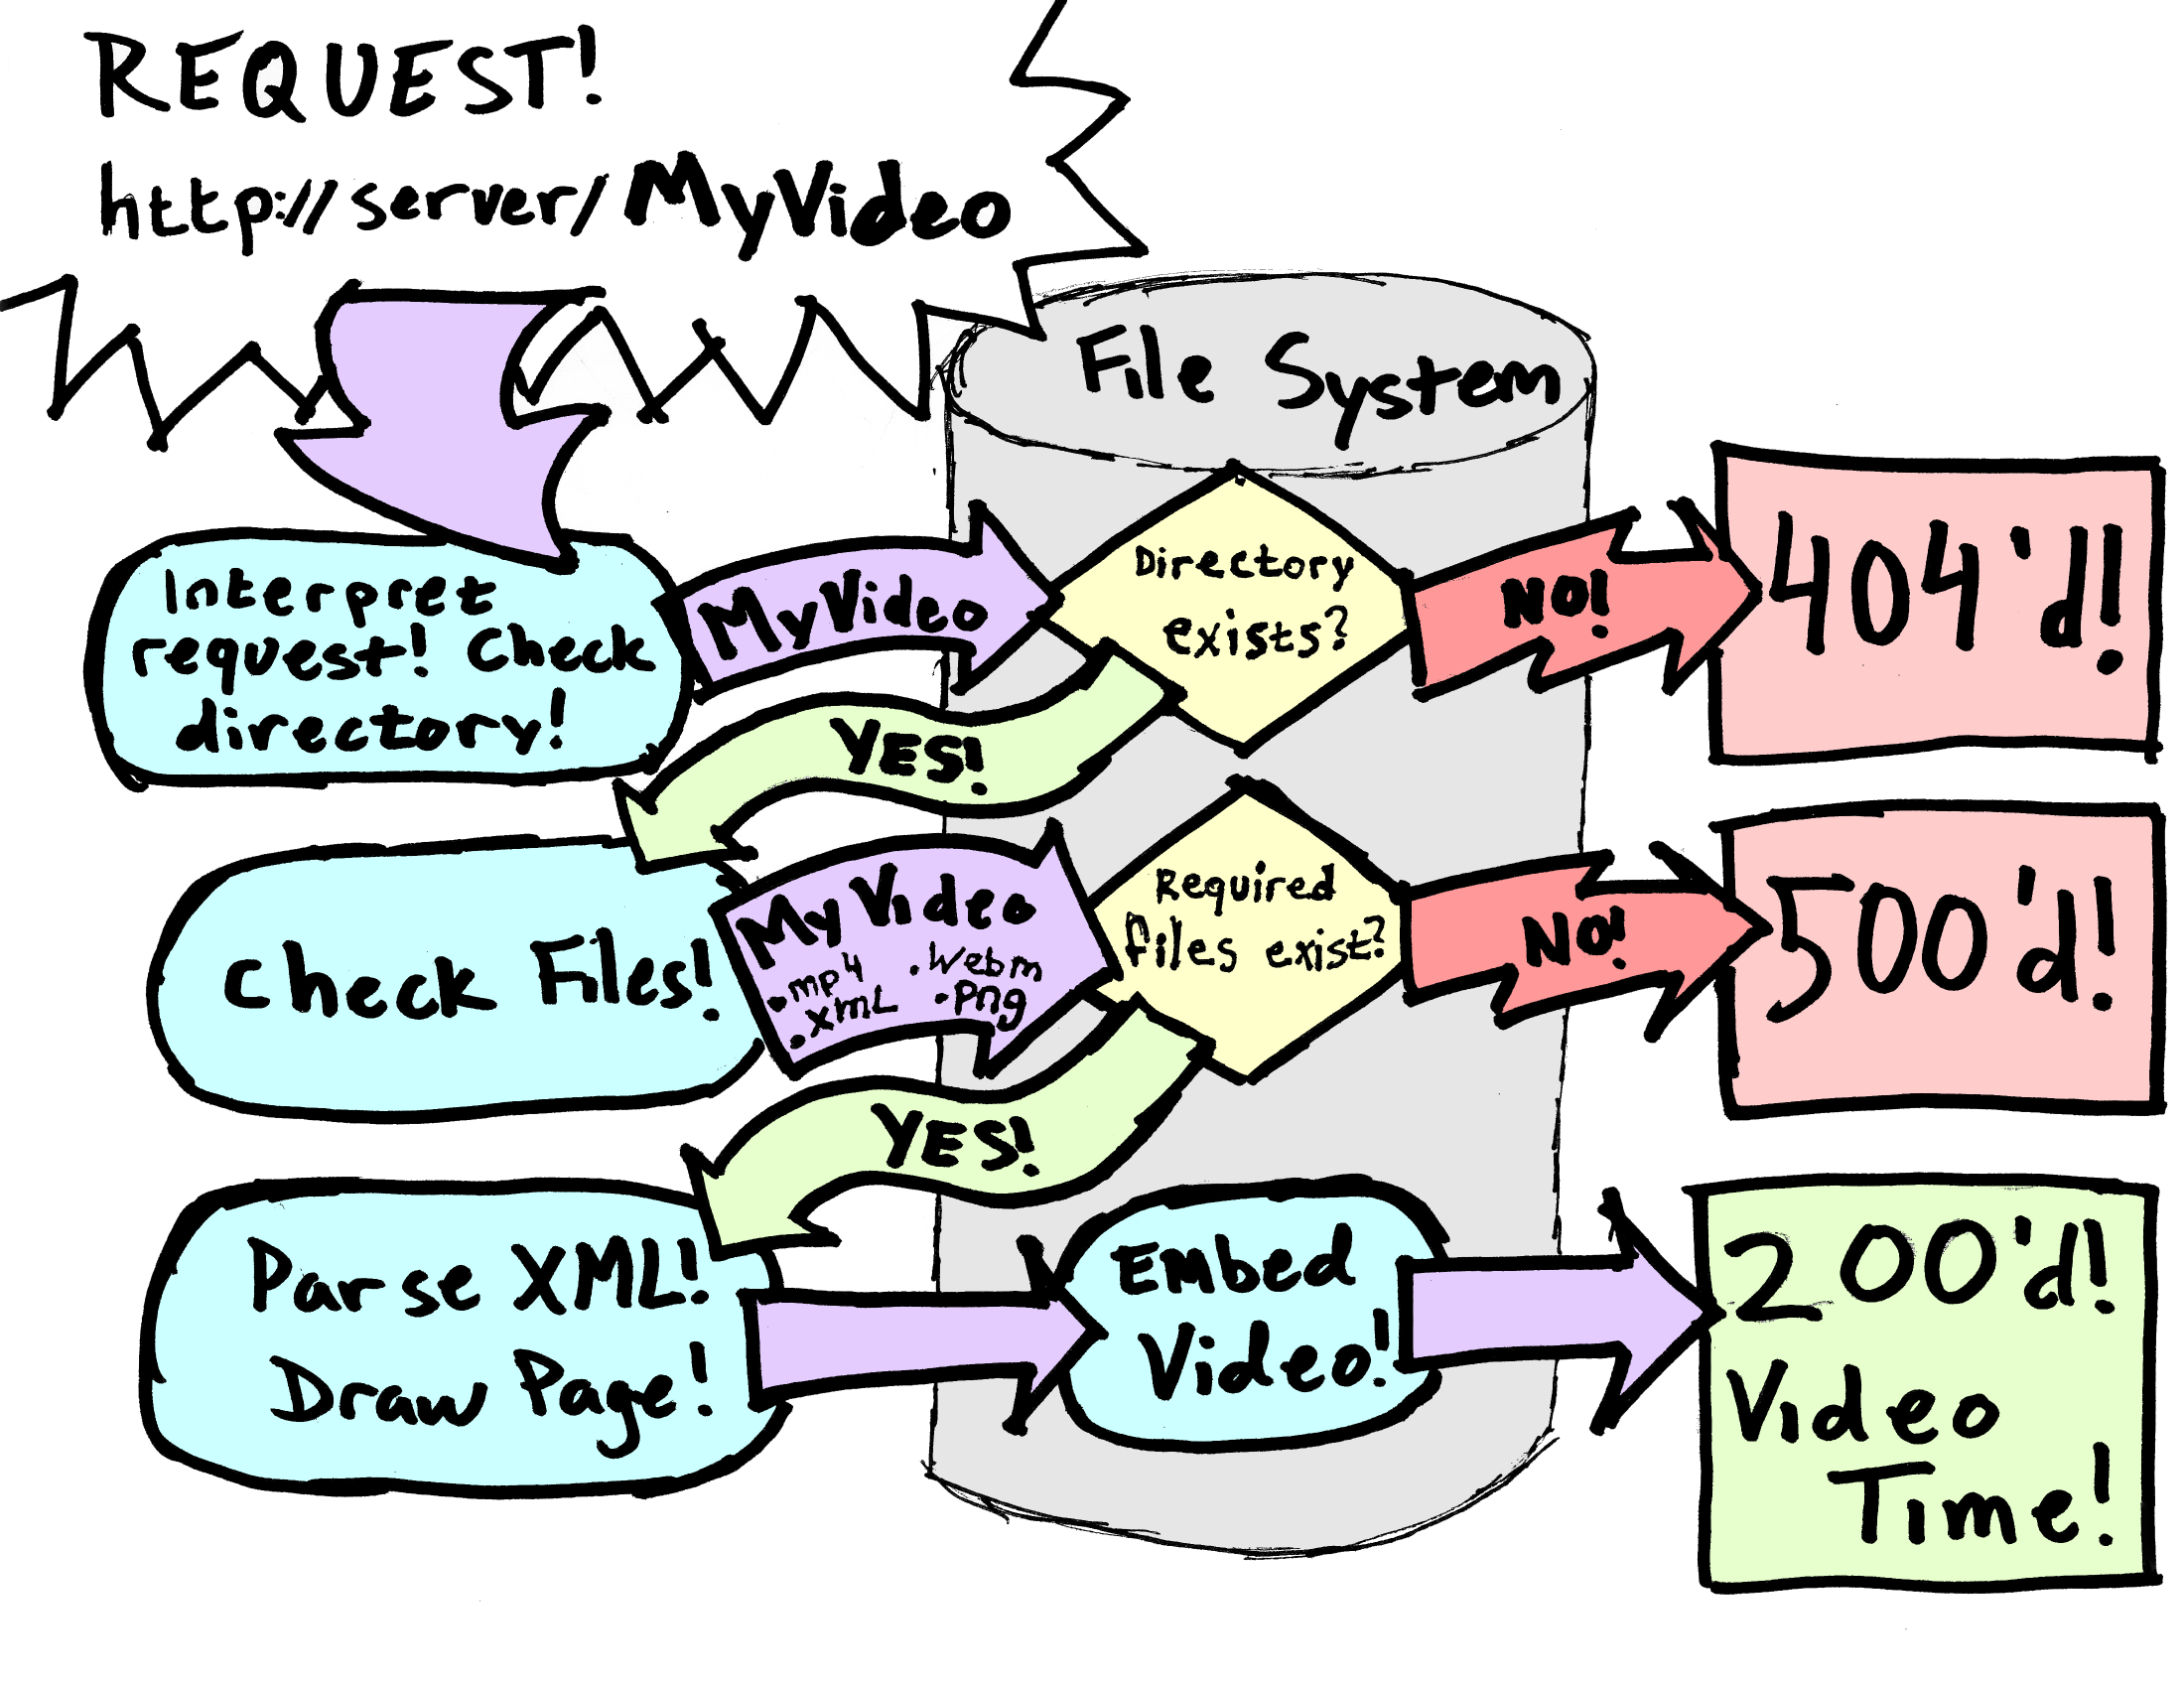 REQUEST!
http://server/MyVideo
File System
Interpret
request! Check
directory!
MyVideo
Directory
exists?
NO!
404'd!
YES!
Check Files!
MyVideo
.mp4 .webm
.xml .png
Required
files exist?
NO!
500'd!
YES!
Parse XML!
Draw Page!
Embed
Video!
200'd!
Video
Time!